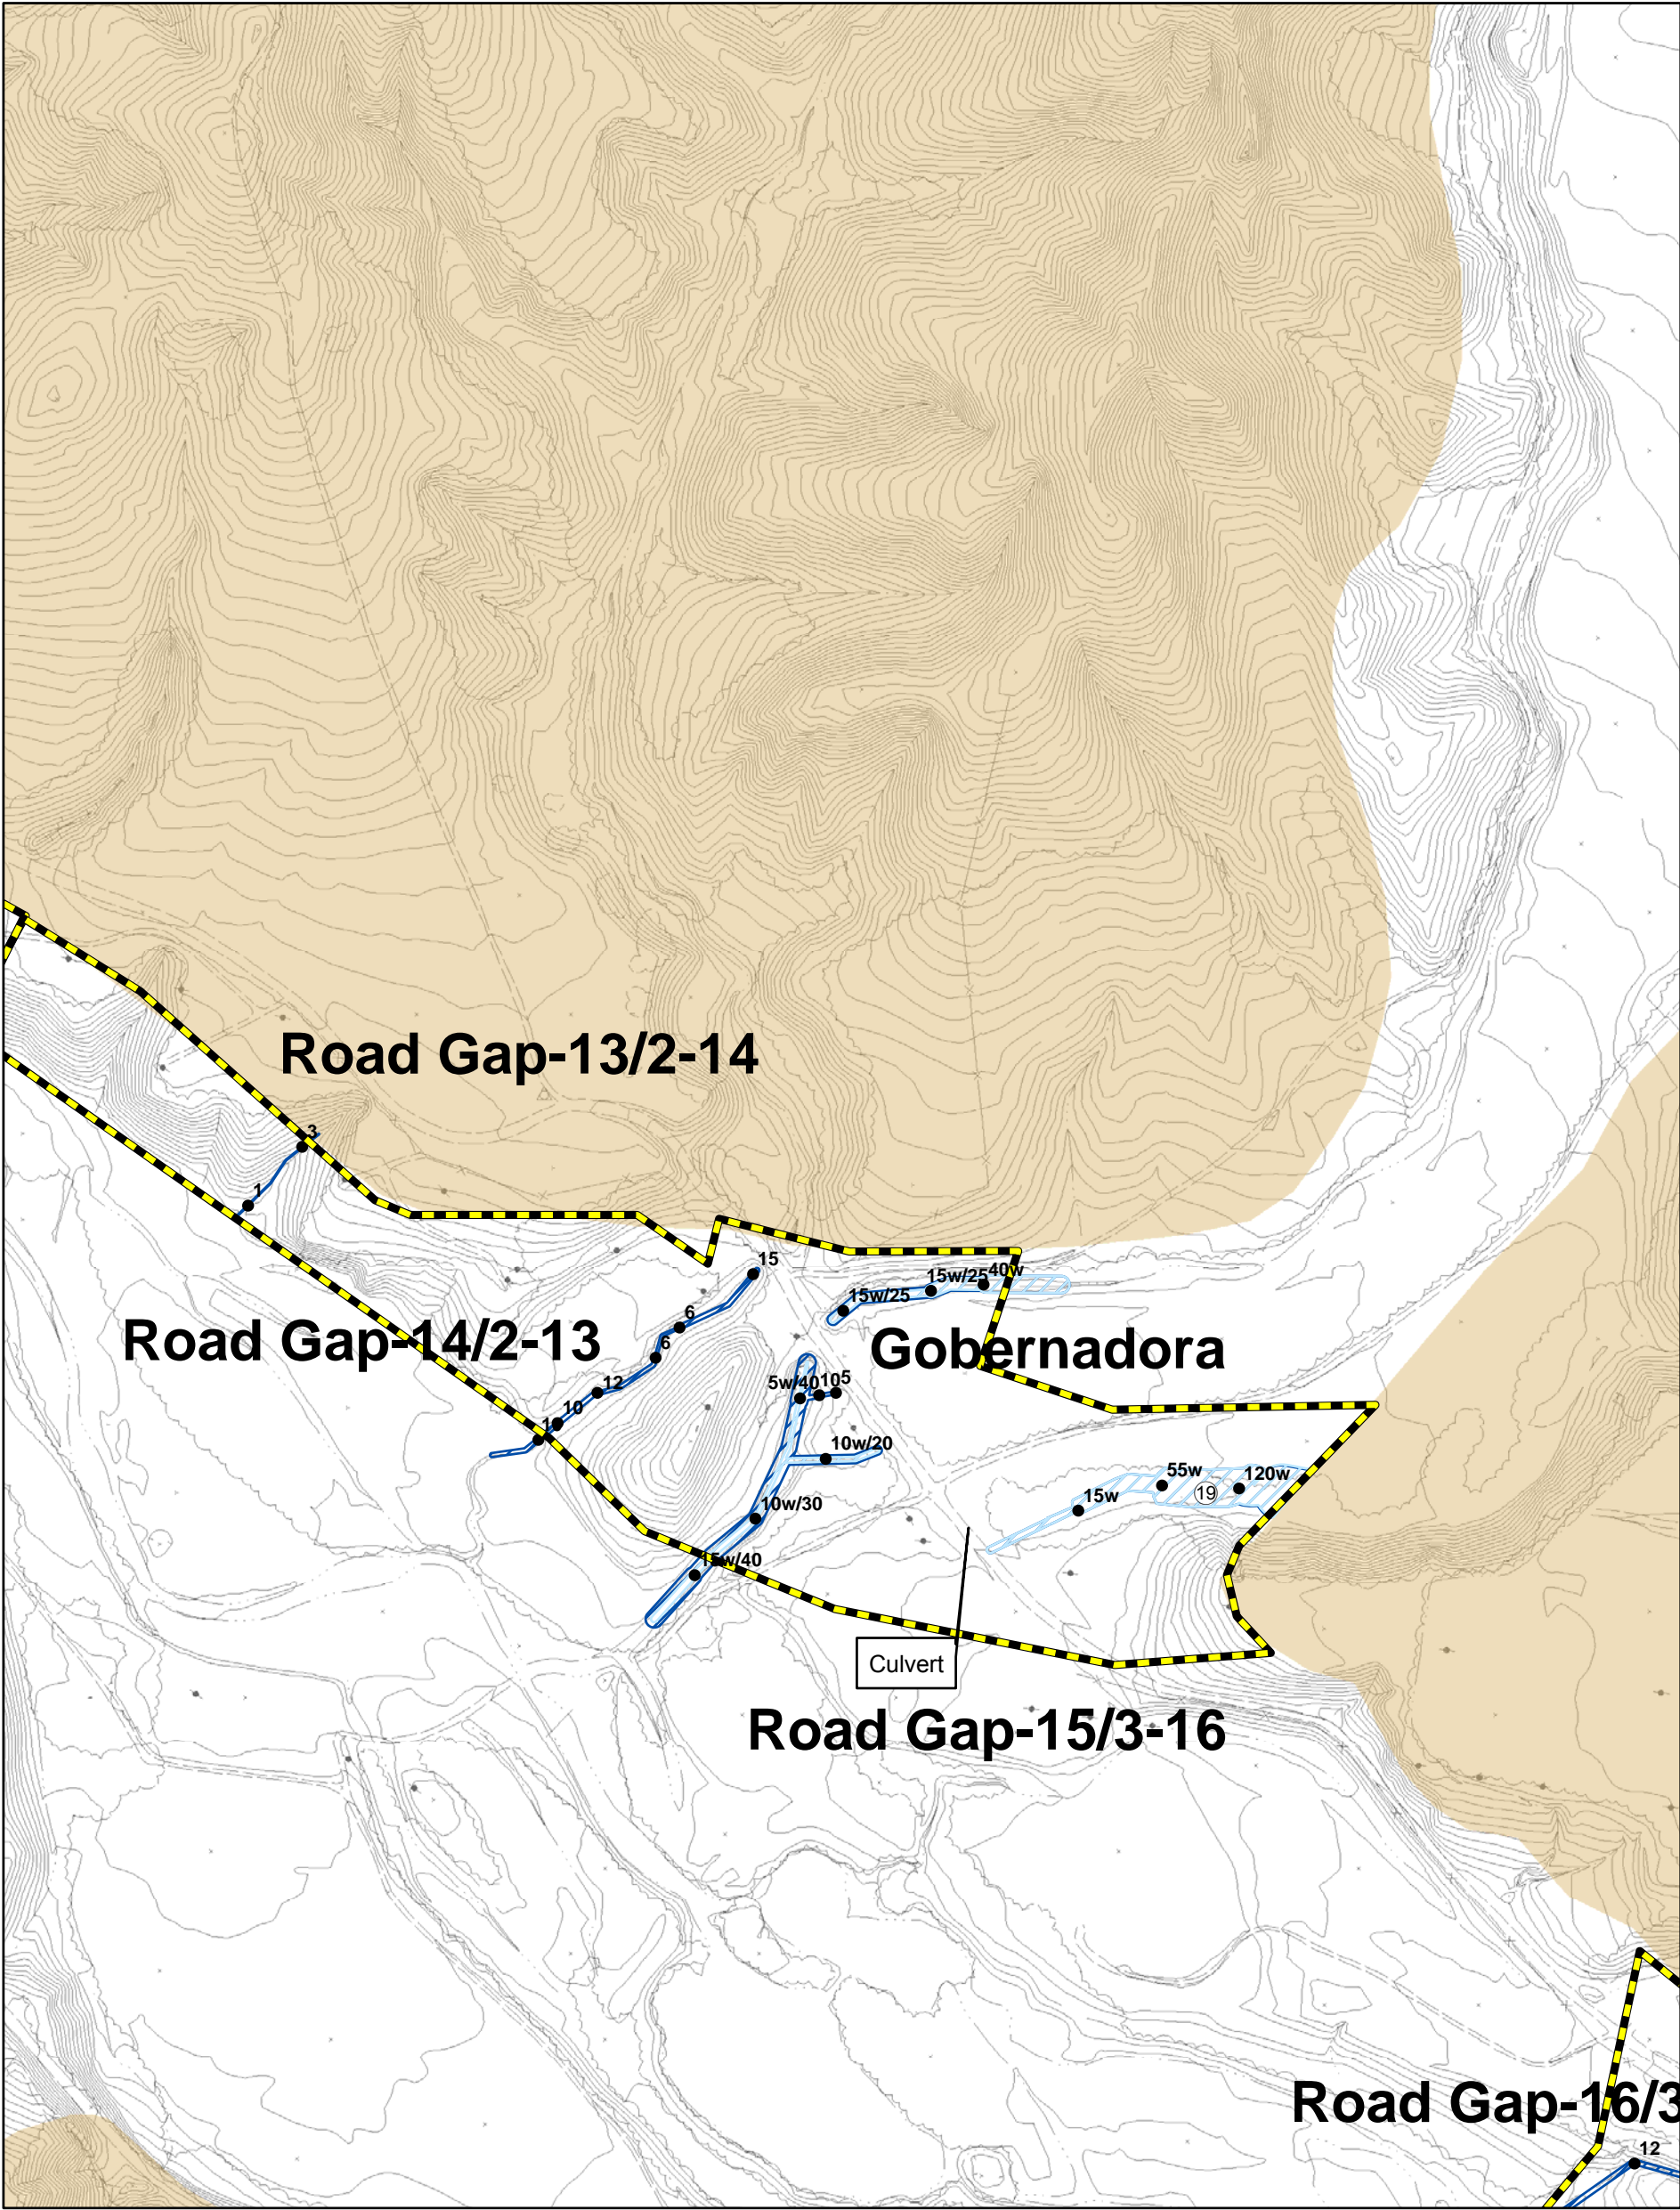 Road Gap-13/2-14
3
1
15
15w/25
40w
15w/25
6
Road Gap-14/2-13
Gobernadora
6
5w/40
10
5
12
10
1
10w/20
55w
120w
19
15w
10w/30
15w/40
Culvert
Road Gap-15/3-16
Road Gap-16/3
12